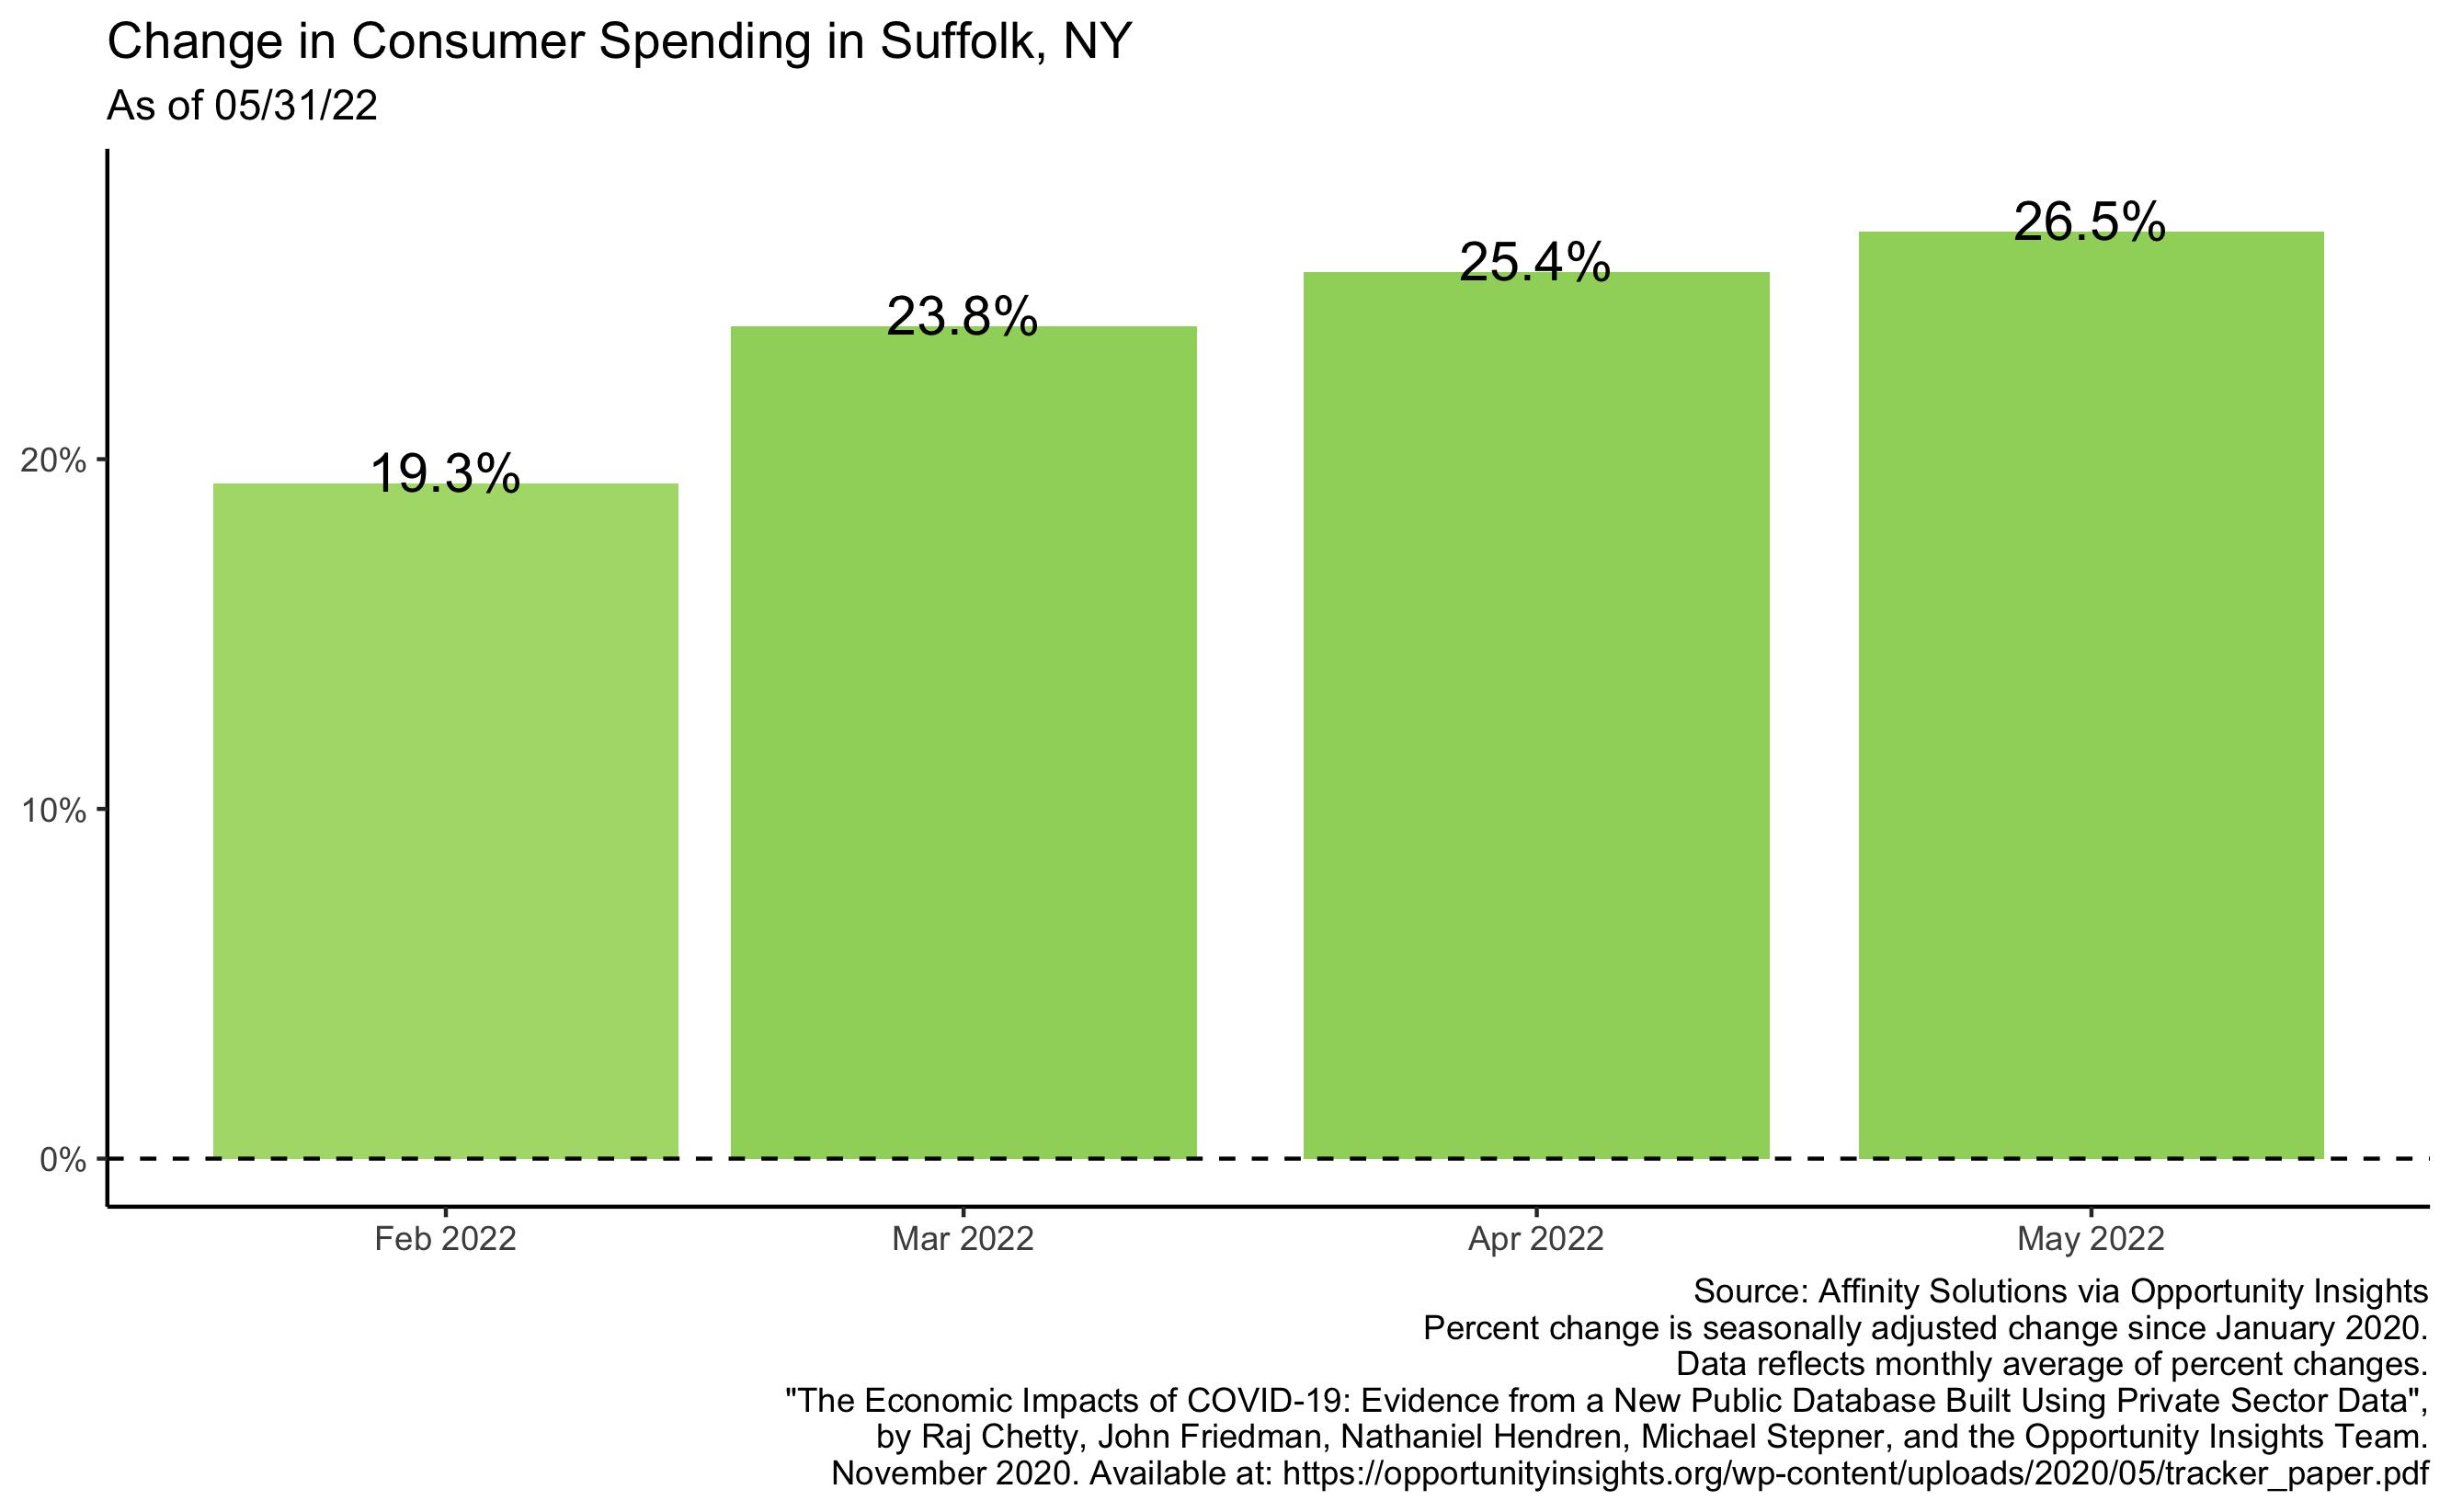 Change in Consumer Spending in Suffolk, NY
As of 05/31/22
26.5%
25.4%
23.8%
19.3%
20%
10%
0%
Feb 2022 Mar 2022 Apr 2022 May 2022
Source: Affinity Solutions via Opportunity Insights
Percent change is seasonally adjusted change since January 2020.
Data reflects monthly average of percent changes.
"The Economic Impacts of COVID-19: Evidence from a New Public Database Built Using Private Sector Data",
by Raj Chetty, John Friedman, Nathaniel Hendren, Michael Stepner, and the Opportunity Insights Team.
November 2020. Available at: https://opportunityinsights.org/wp-content/uploads/2020/05/tracker_paper.pdf